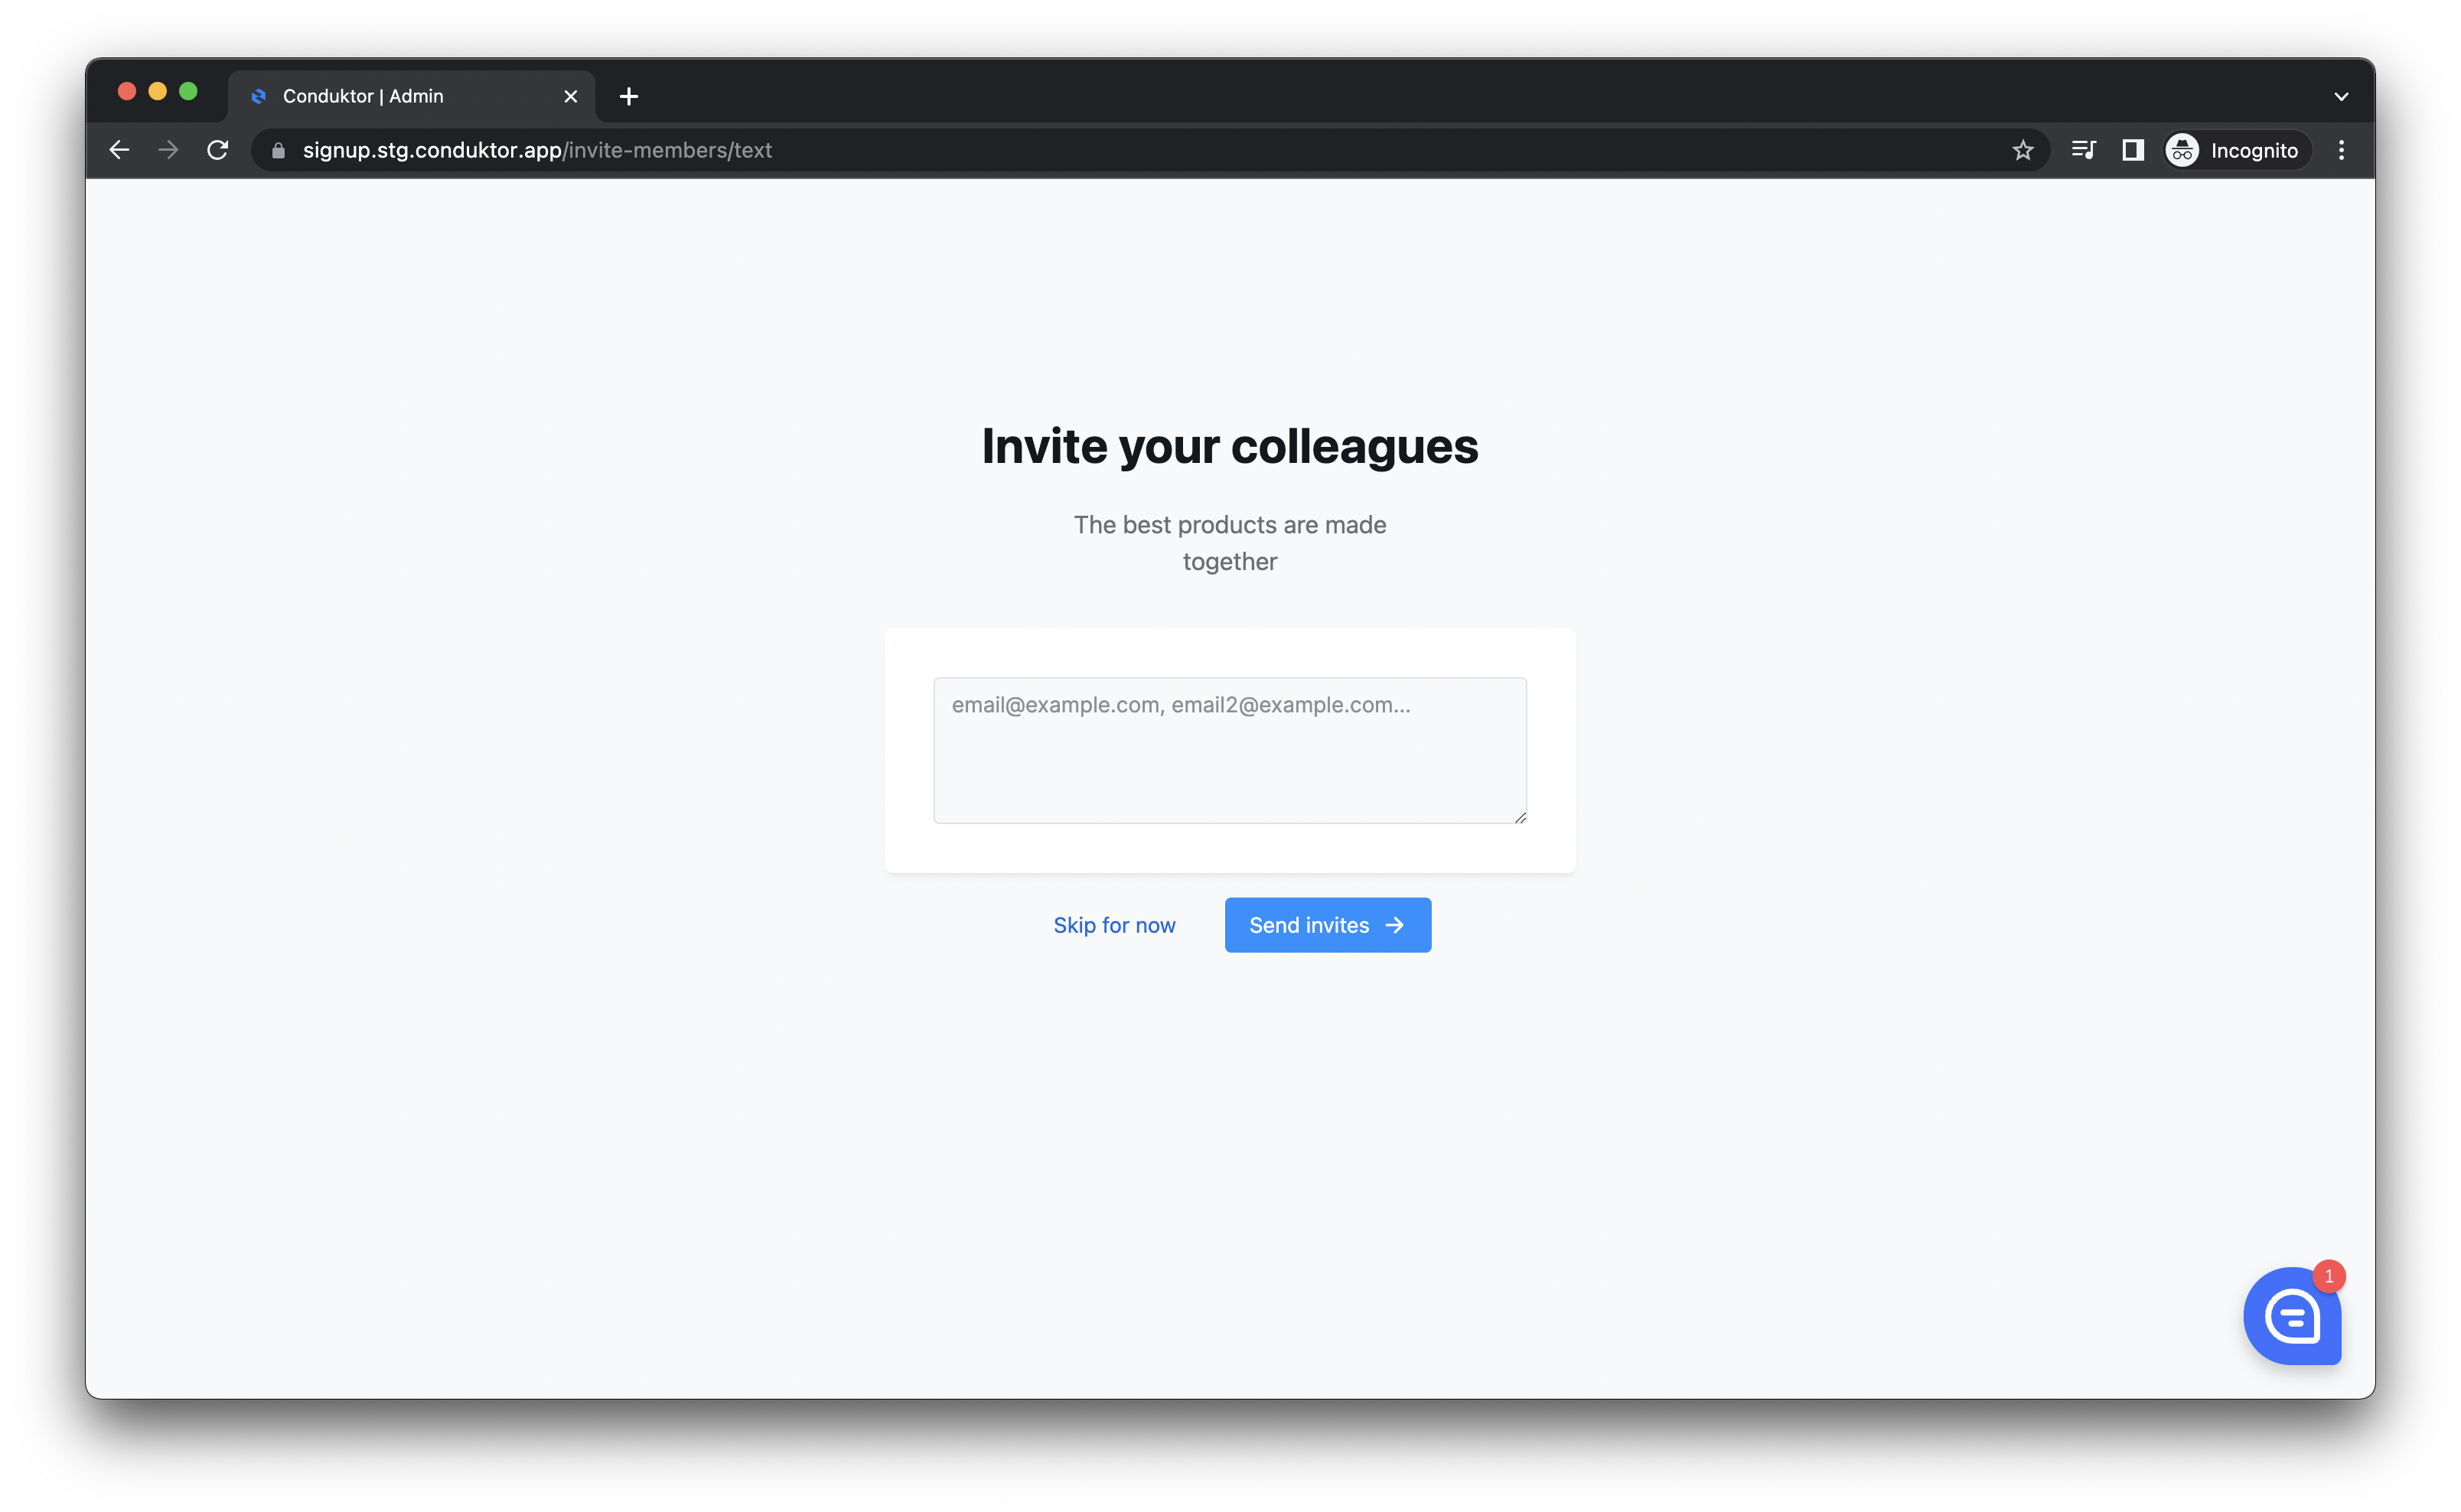 Conduktor | Admin
signup.stg.conduktor.app/invite-members/text
Incognito
Invite your colleagues
The best products are made
together
email@example.com, email2@example.com...
Skip for now
Send invites
1